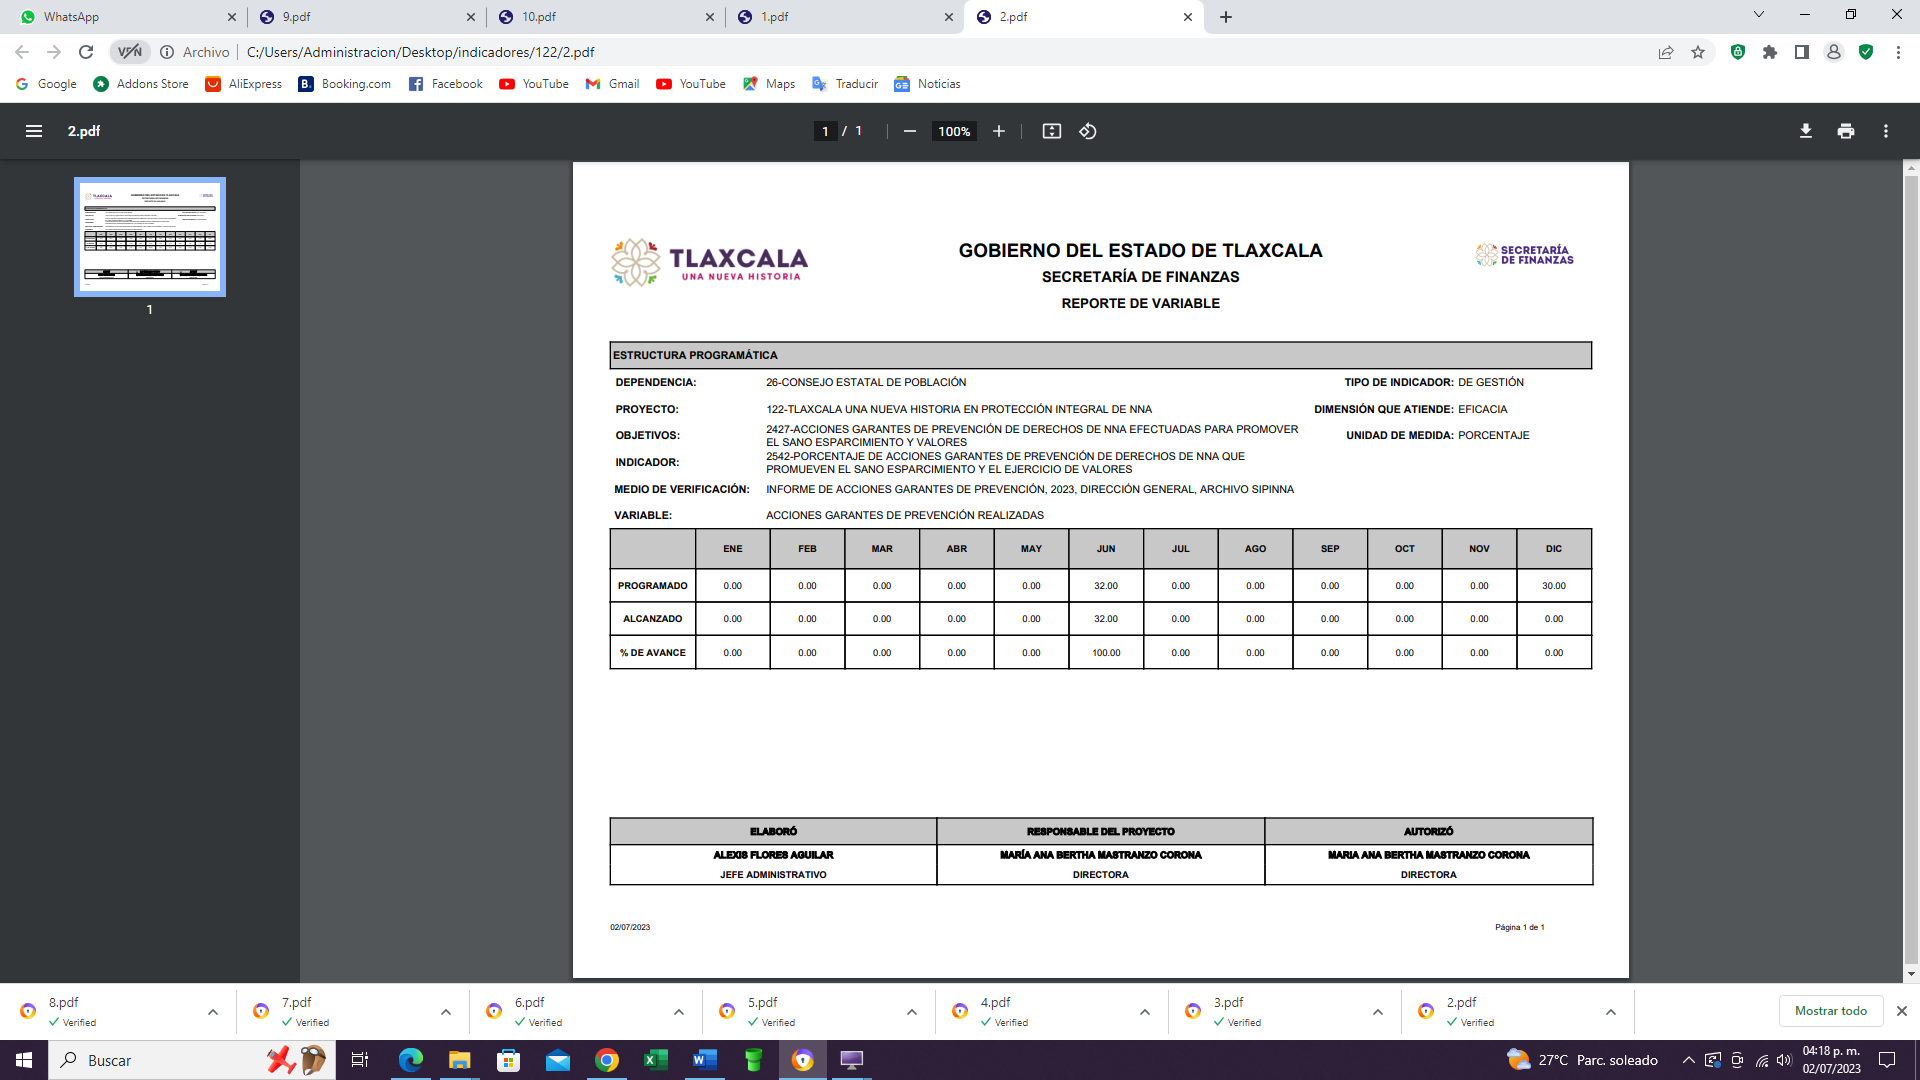 WhatsApp
9.pdf
10.pdf
1.pdf
2.pdf
VPN
Archivo
C:/Users/Administracion/Desktop/indicadores/122/2.pdf
Google
Addons Store
AliExpress
Booking.com
Facebook
YouTube
Gmail
YouTube
Maps
Traducir
Noticias
2.pdf
1 / 1
100%
1
TLAXCALA
UNA NUEVA HISTORIA
GOBIERNO DEL ESTADO DE TLAXCALA
SECRETARÍA DE FINANZAS
REPORTE DE VARIABLE
SECRETARÍA
DE FINANZAS
ESTRUCTURA PROGRAMÁTICA
DEPENDENCIA: 26-CONSEJO ESTATAL DE POBLACIÓN TIPO DE INDICADOR: DE GESTIÓN
PROYECTO: 122-TLAXCALA UNA NUEVA HISTORIA EN PROTECCIÓN INTEGRAL DE NNA DIMENSIÓN QUE ATIENDE: EFICACIA
OBJETIVOS: 2427-ACCIONES GARANTES DE PREVENCIÓN DE DERECHOS DE NNA EFECTUADAS PARA PROMOVER
EL SANO ESPARCIMIENTO Y VALORES
UNIDAD DE MEDIDA: PORCENTAJE
INDICADOR: 2542-PORCENTAJE DE ACCIONES GARANTES DE PREVENCIÓN DE DERECHOS DE NNA QUE
PROMUEVEN EL SANO ESPARCIMIENTO Y EL EJERCICIO DE VALORES
MEDIO DE VERIFICACIÓN: INFORME DE ACCIONES GARANTES DE PREVENCIÓN, 2023, DIRECCIÓN GENERAL, ARCHIVO SIPINNA
VARIABLE: ACCIONES GARANTES DE PREVENCIÓN REALIZADAS
ENE FEB MAR ABR MAY JUN JUL AGO SEP OCT NOV DIC
PROGRAMADO 0.00 0.00 0.00 0.00 0.00 32.00 0.00 0.00 0.00 0.00 0.00 30.00
ALCANZADO 0.00 0.00 0.00 0.00 0.00 32.00 0.00 0.00 0.00 0.00 0.00 0.00
% DE AVANCE 0.00 0.00 0.00 0.00 0.00 100.00 0.00 0.00 0.00 0.00 0.00 0.00
ELABORÓ RESPONSABLE DEL PROYECTO AUTORIZÓ
ALEXIS FLORES AGUILAR MARÍA ANA BERTHA MASTRANZO CORONA MARIA ANA BERTHA MASTRANZO CORONA
JEFE ADMINISTRATIVO DIRECTORA DIRECTORA
02/07/2023 Página 1 de 1
8.pdf
Verified
7.pdf
Verified
6.pdf
Verified
5.pdf
Verified
4.pdf
Verified
3.pdf
Verified
2.pdf
Verified
Mostrar todo
Buscar
27°C Parc. soleado
04:18 p. m.
02/07/2023